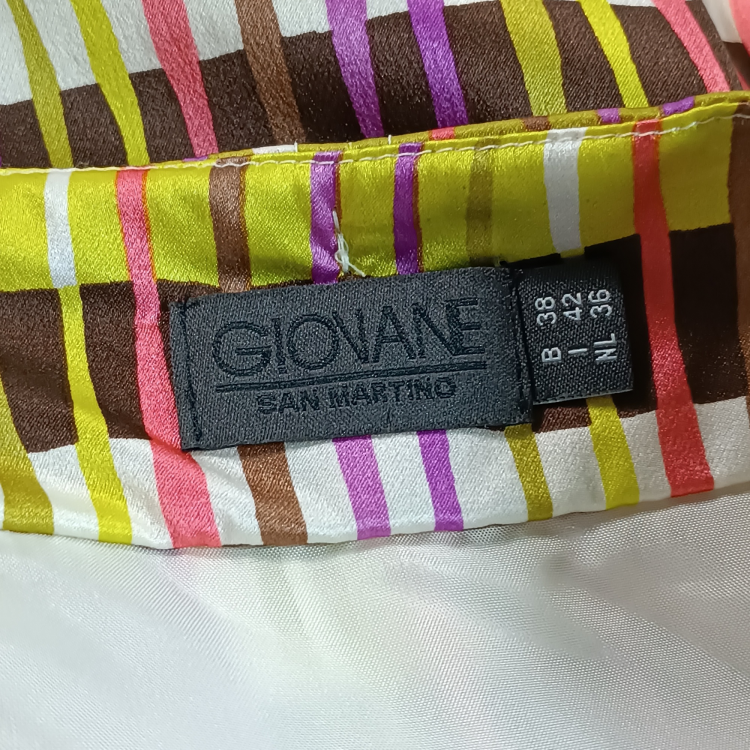 GIOVANE
SAN MARTINO
B 38
I 42
NL 36